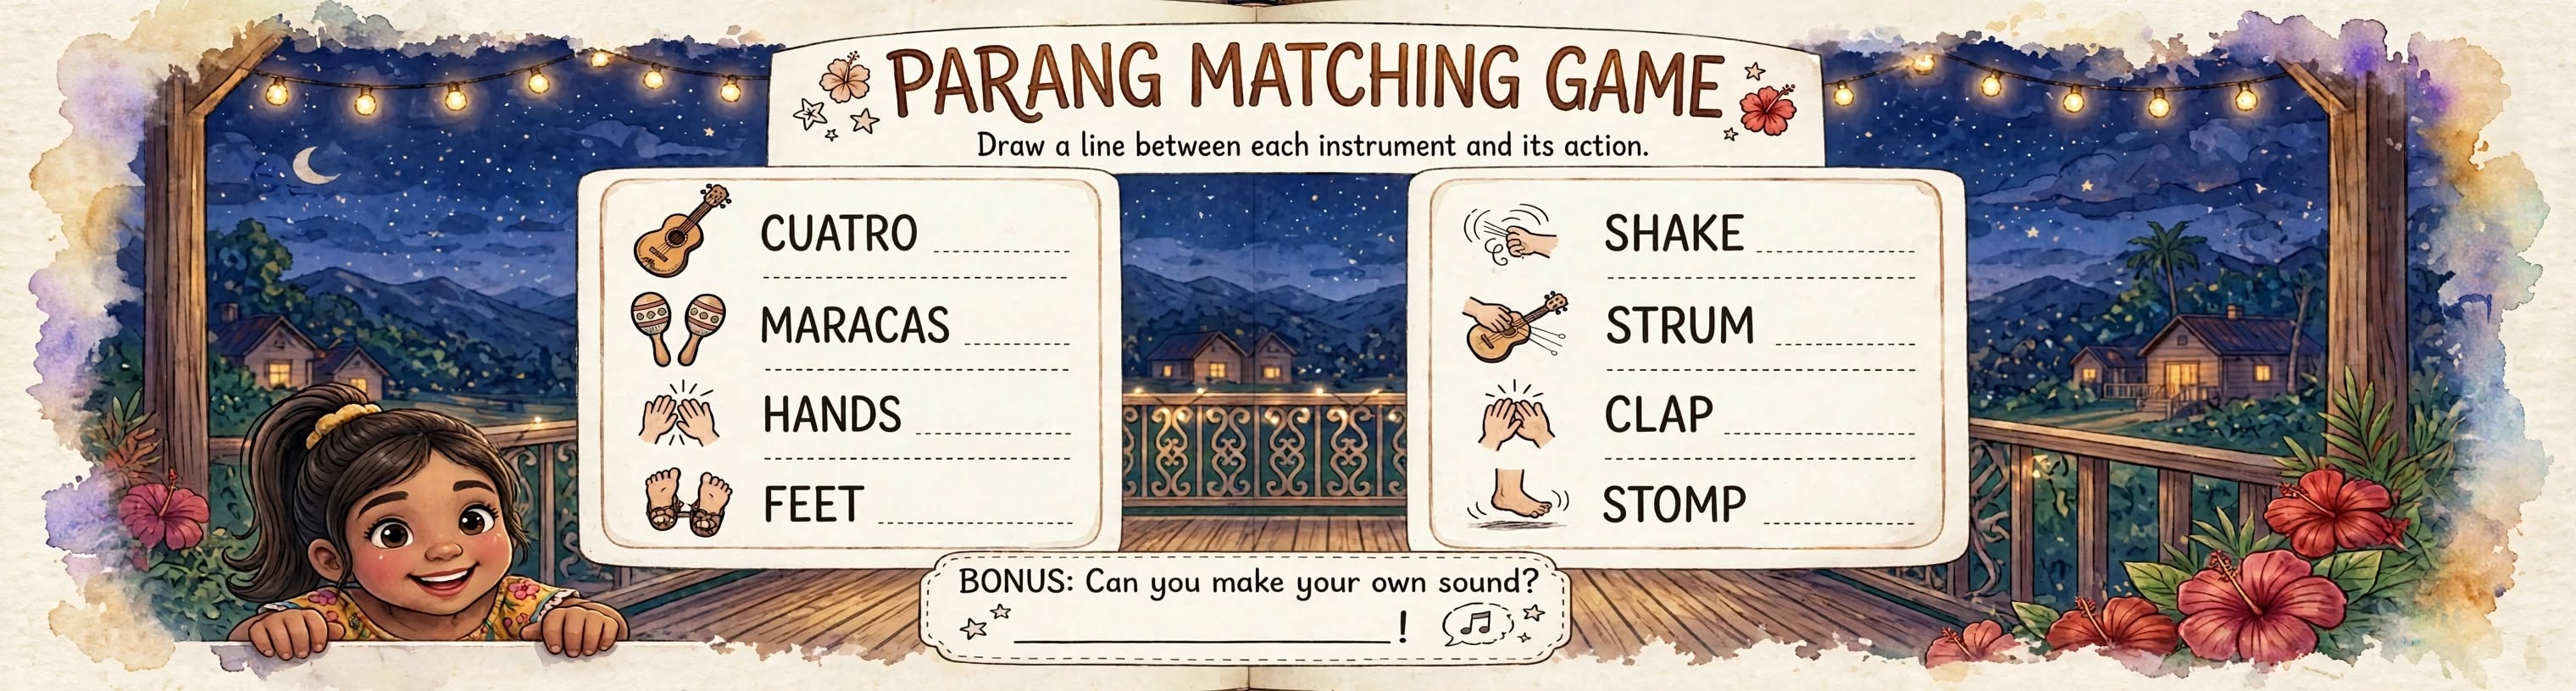 PARANG MATCHING GAME
Draw a line between each instrument and its action.
CUATRO
MARACAS
HANDS
FEET
SHAKE
STRUM
CLAP
STOMP
BONUS: Can you make your own sound?
!